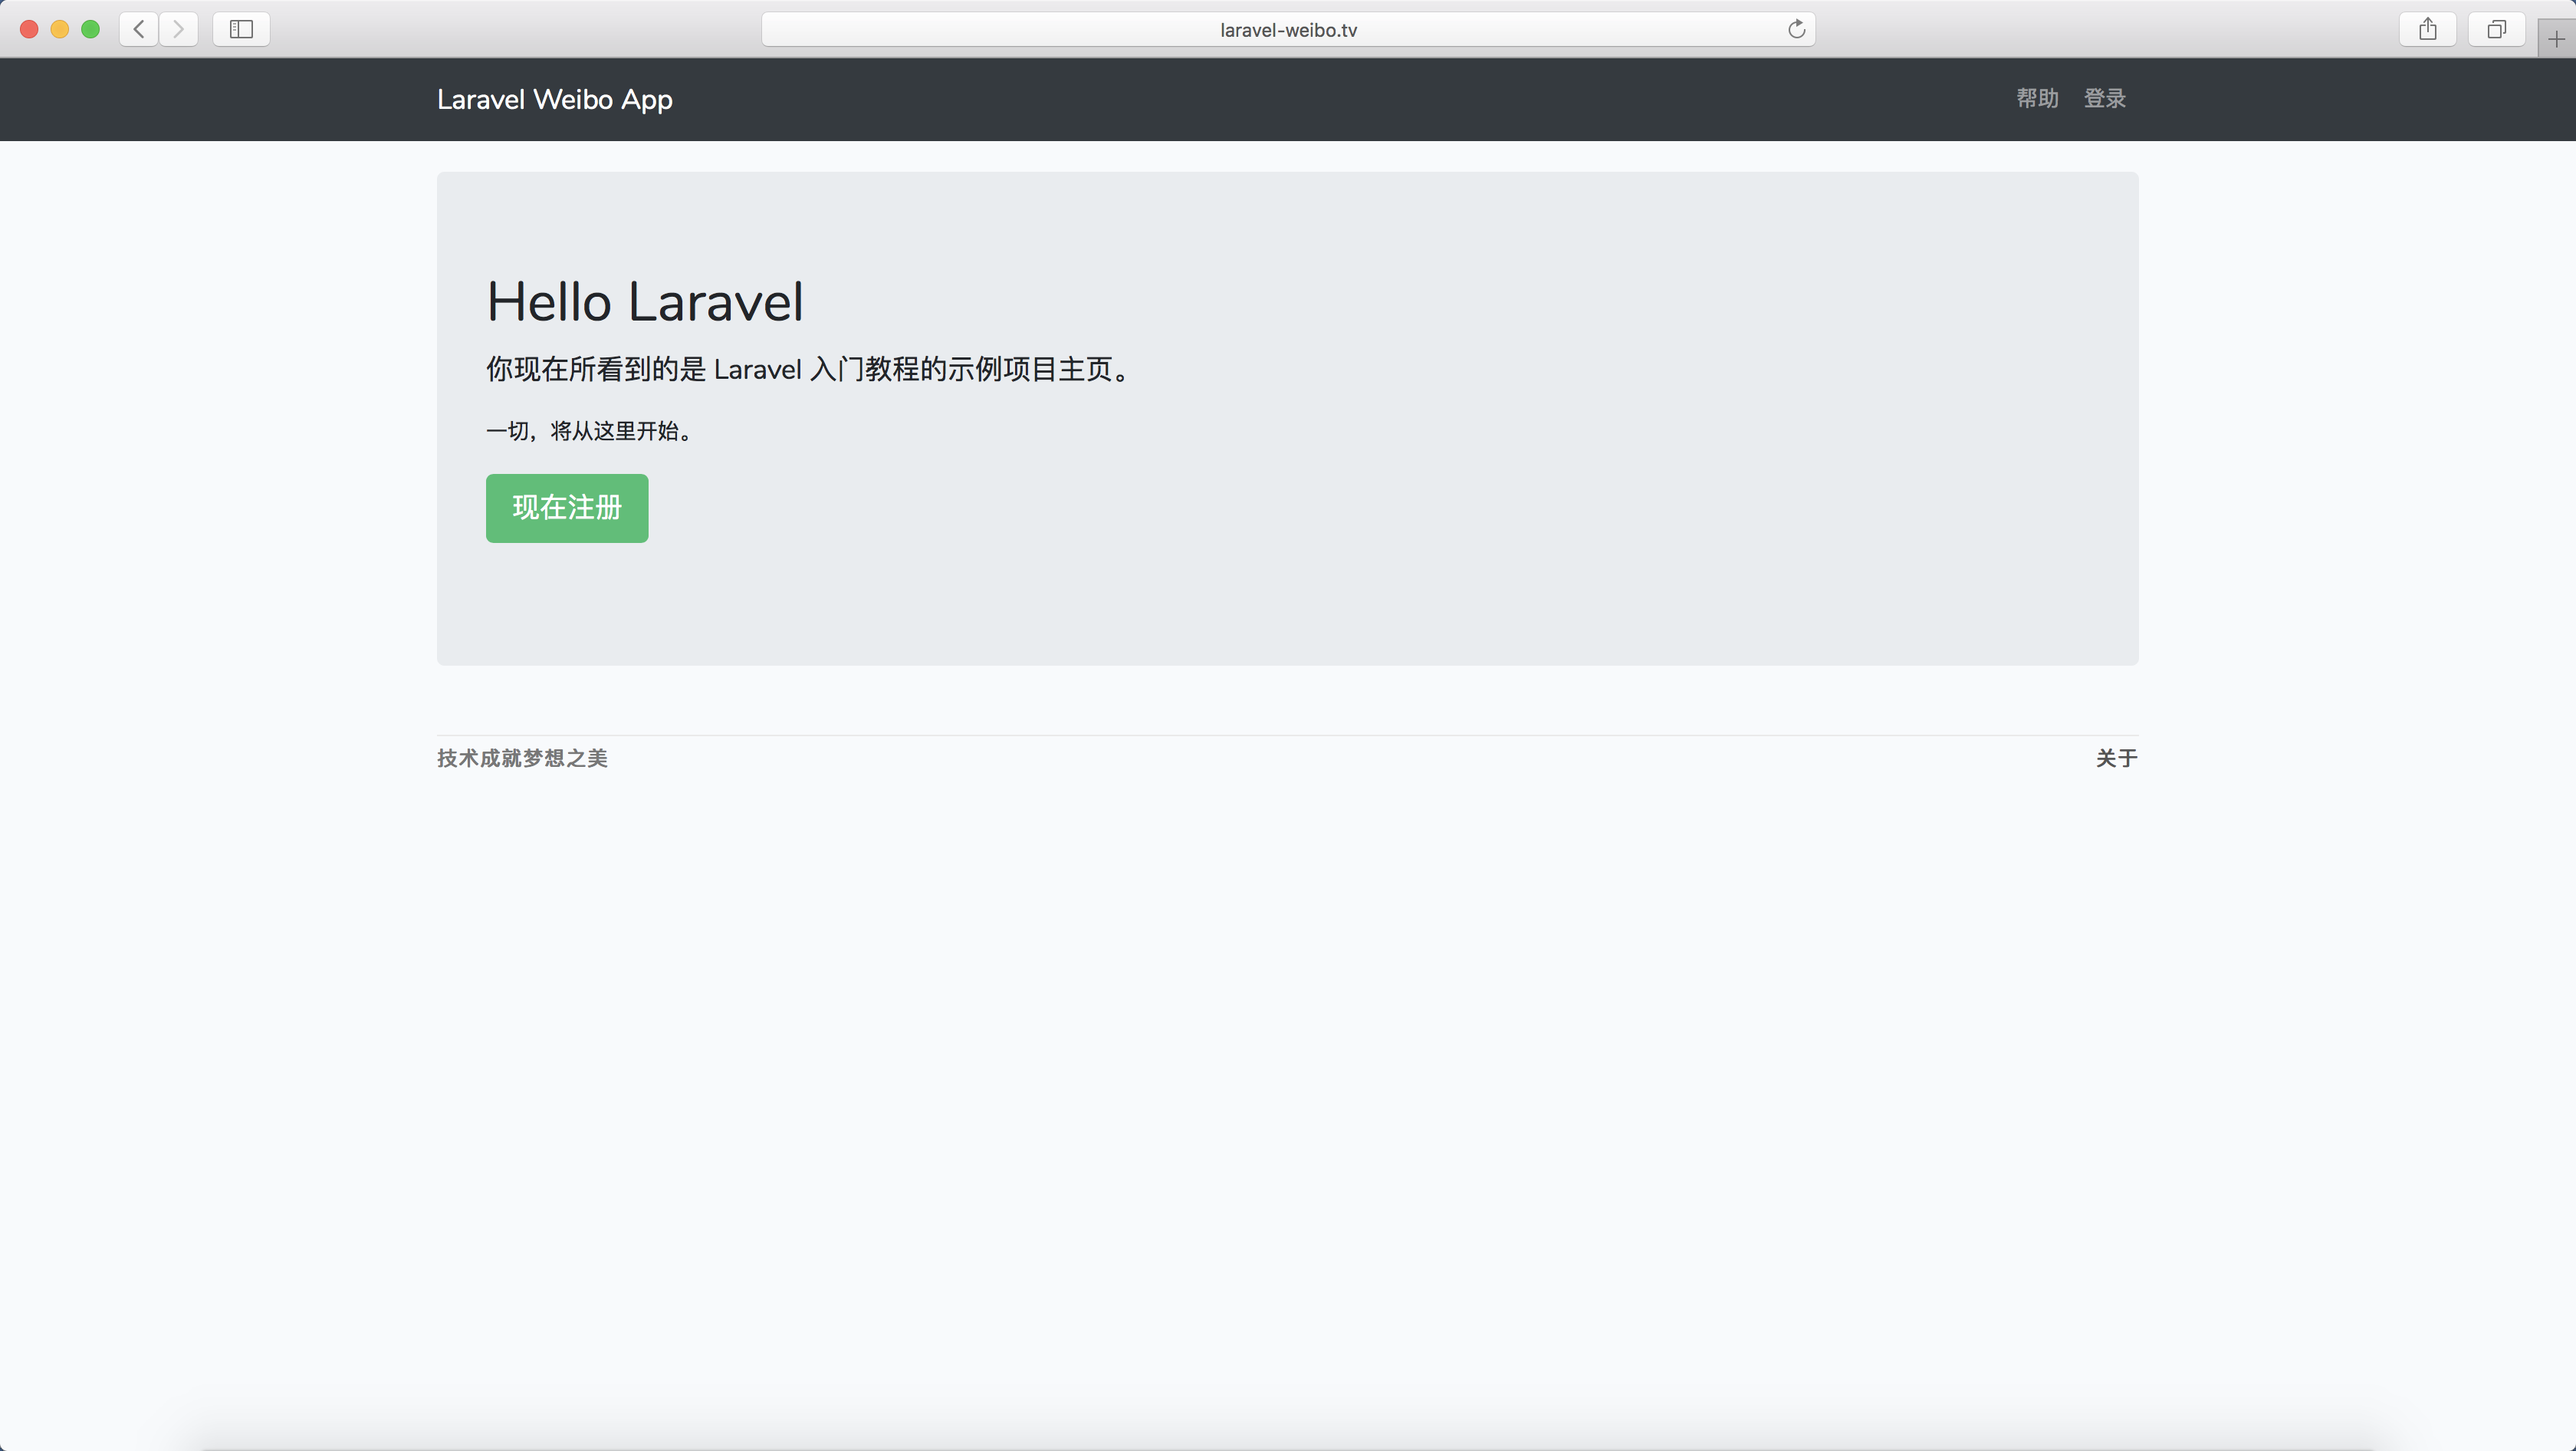 laravel-weibo.tv
Laravel Weibo App
帮助 登录
Hello Laravel
你现在所看到的是 Laravel 入门教程的示例项目主页。
一切，将从这里开始。
现在注册
技术成就梦想之美
关于